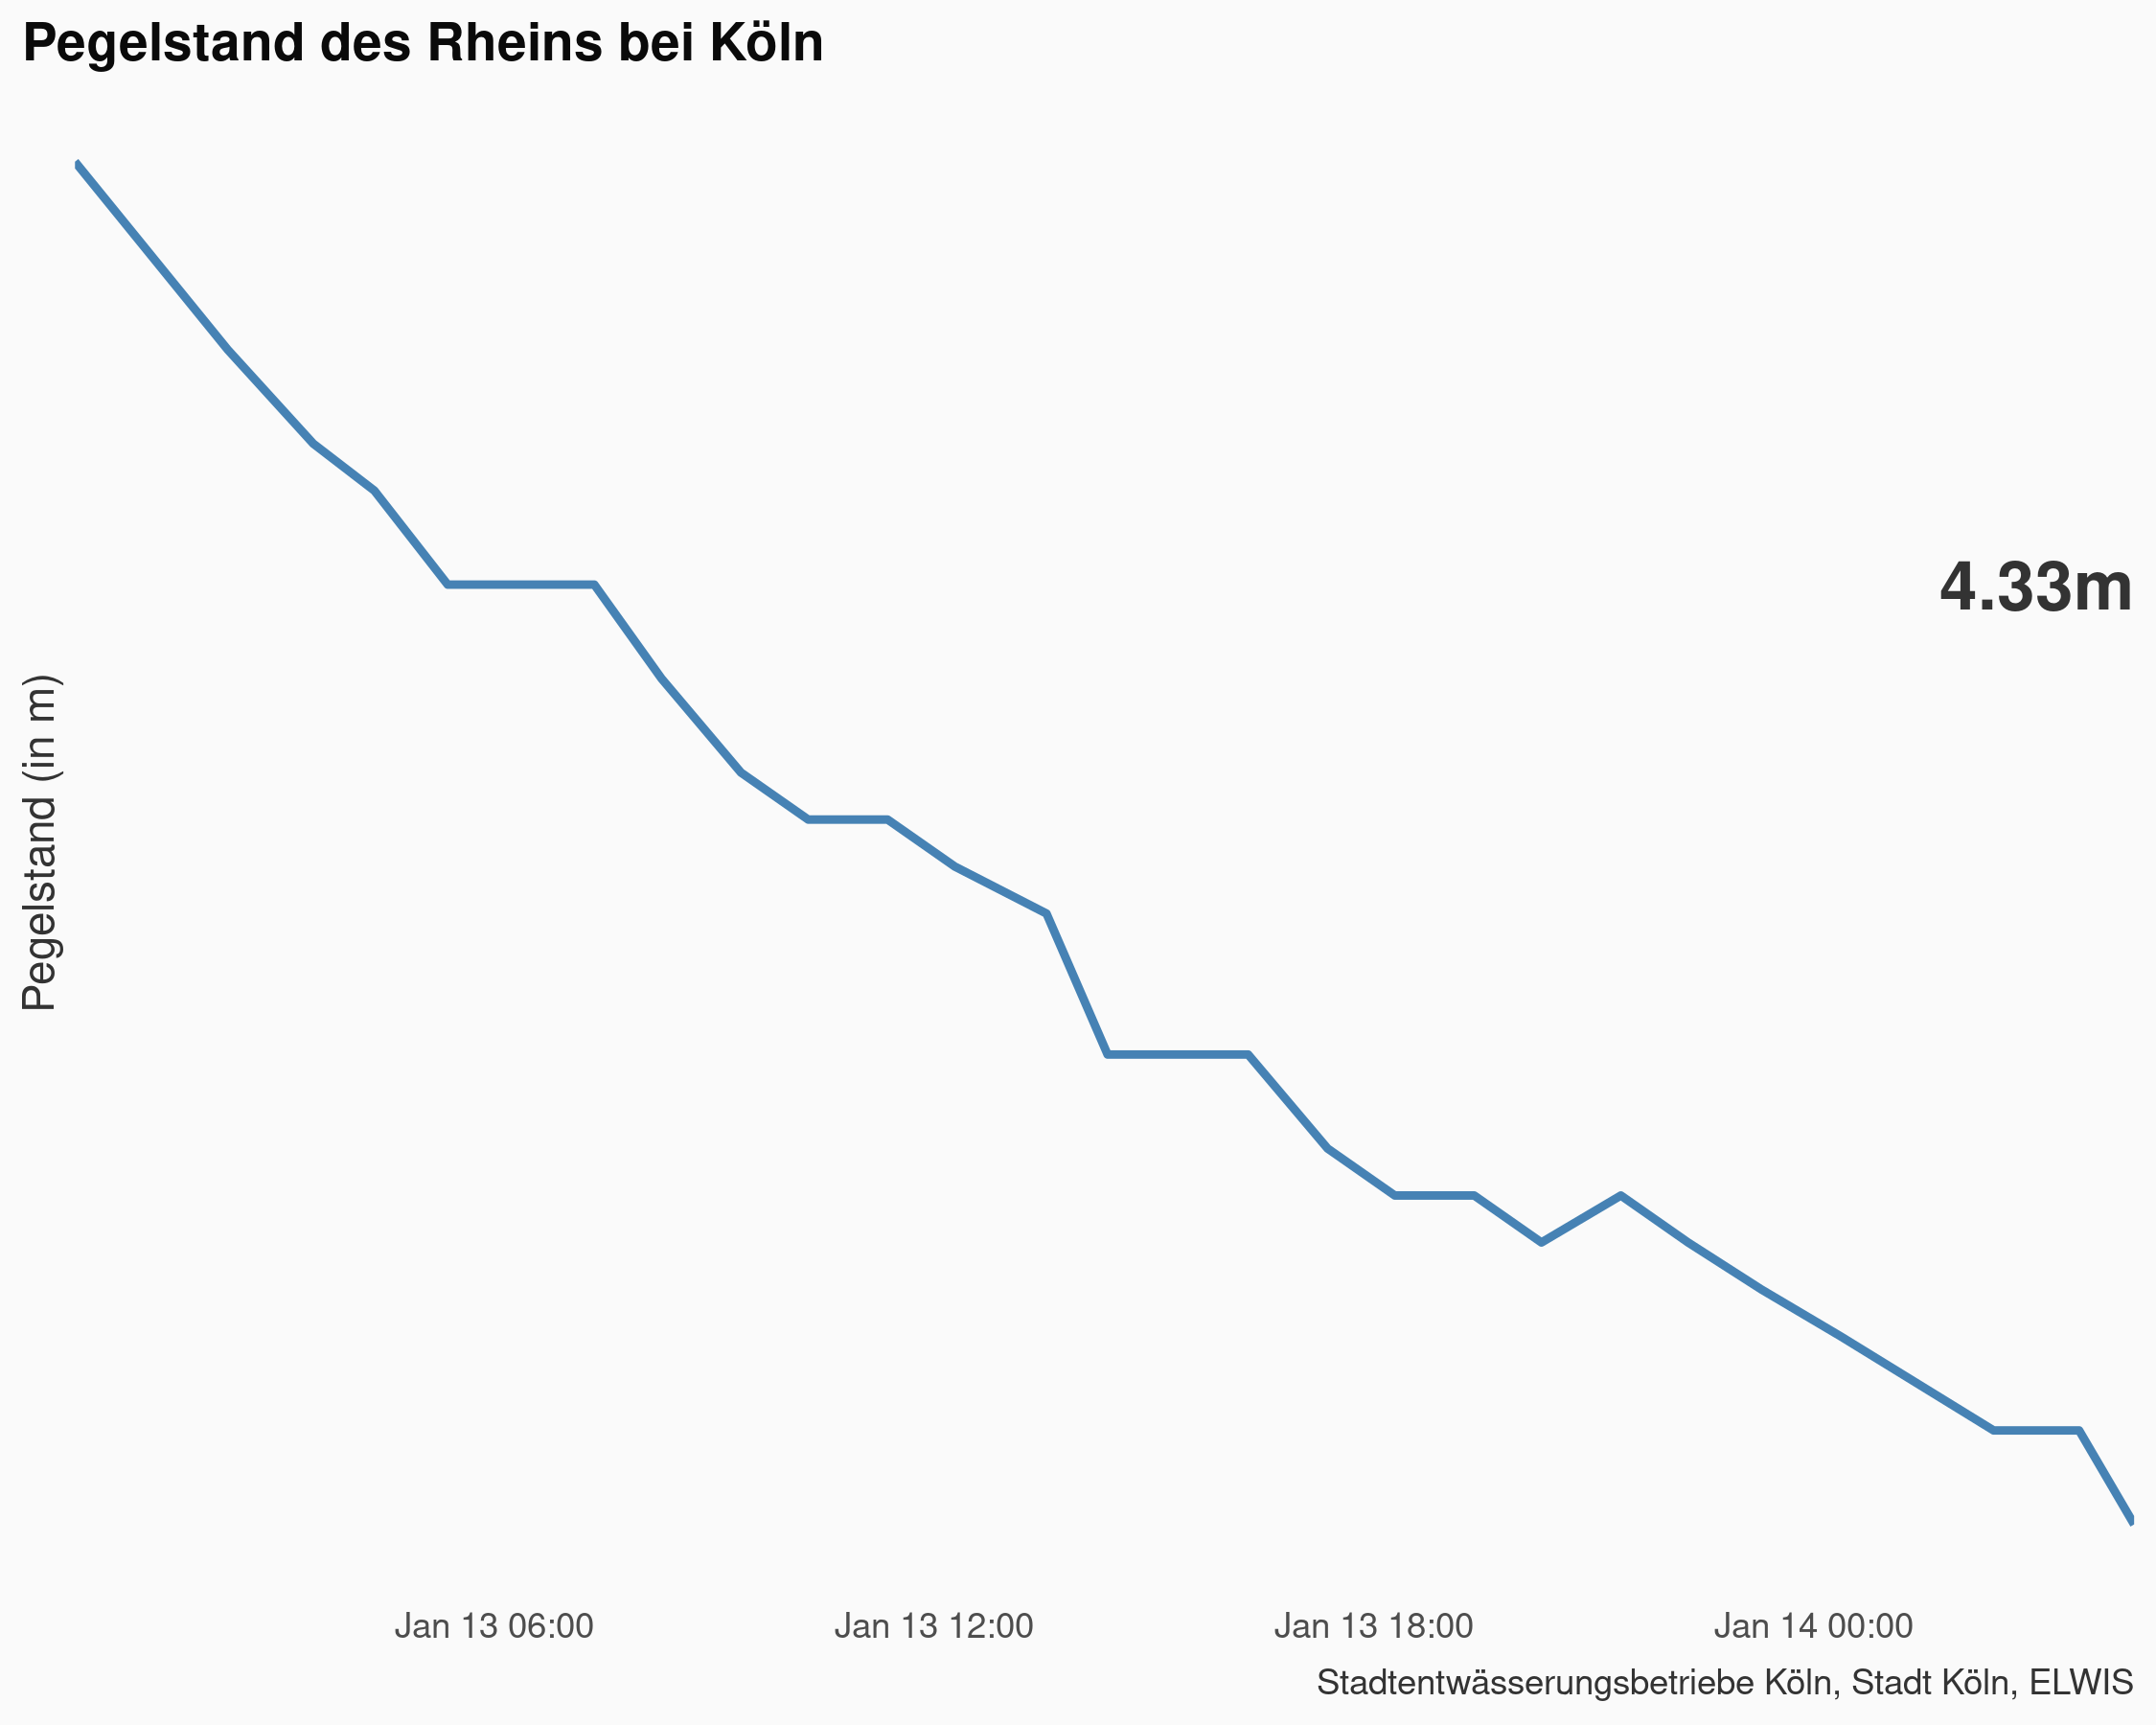 Pegelstand des Rheins bei Köln
4.33m
Pegelstand (in m)
Jan 13 06:00
Jan 13 12:00
Jan 13 18:00
Jan 14 00:00
Stadtentwässerungsbetriebe Köln, Stadt Köln, ELWIS